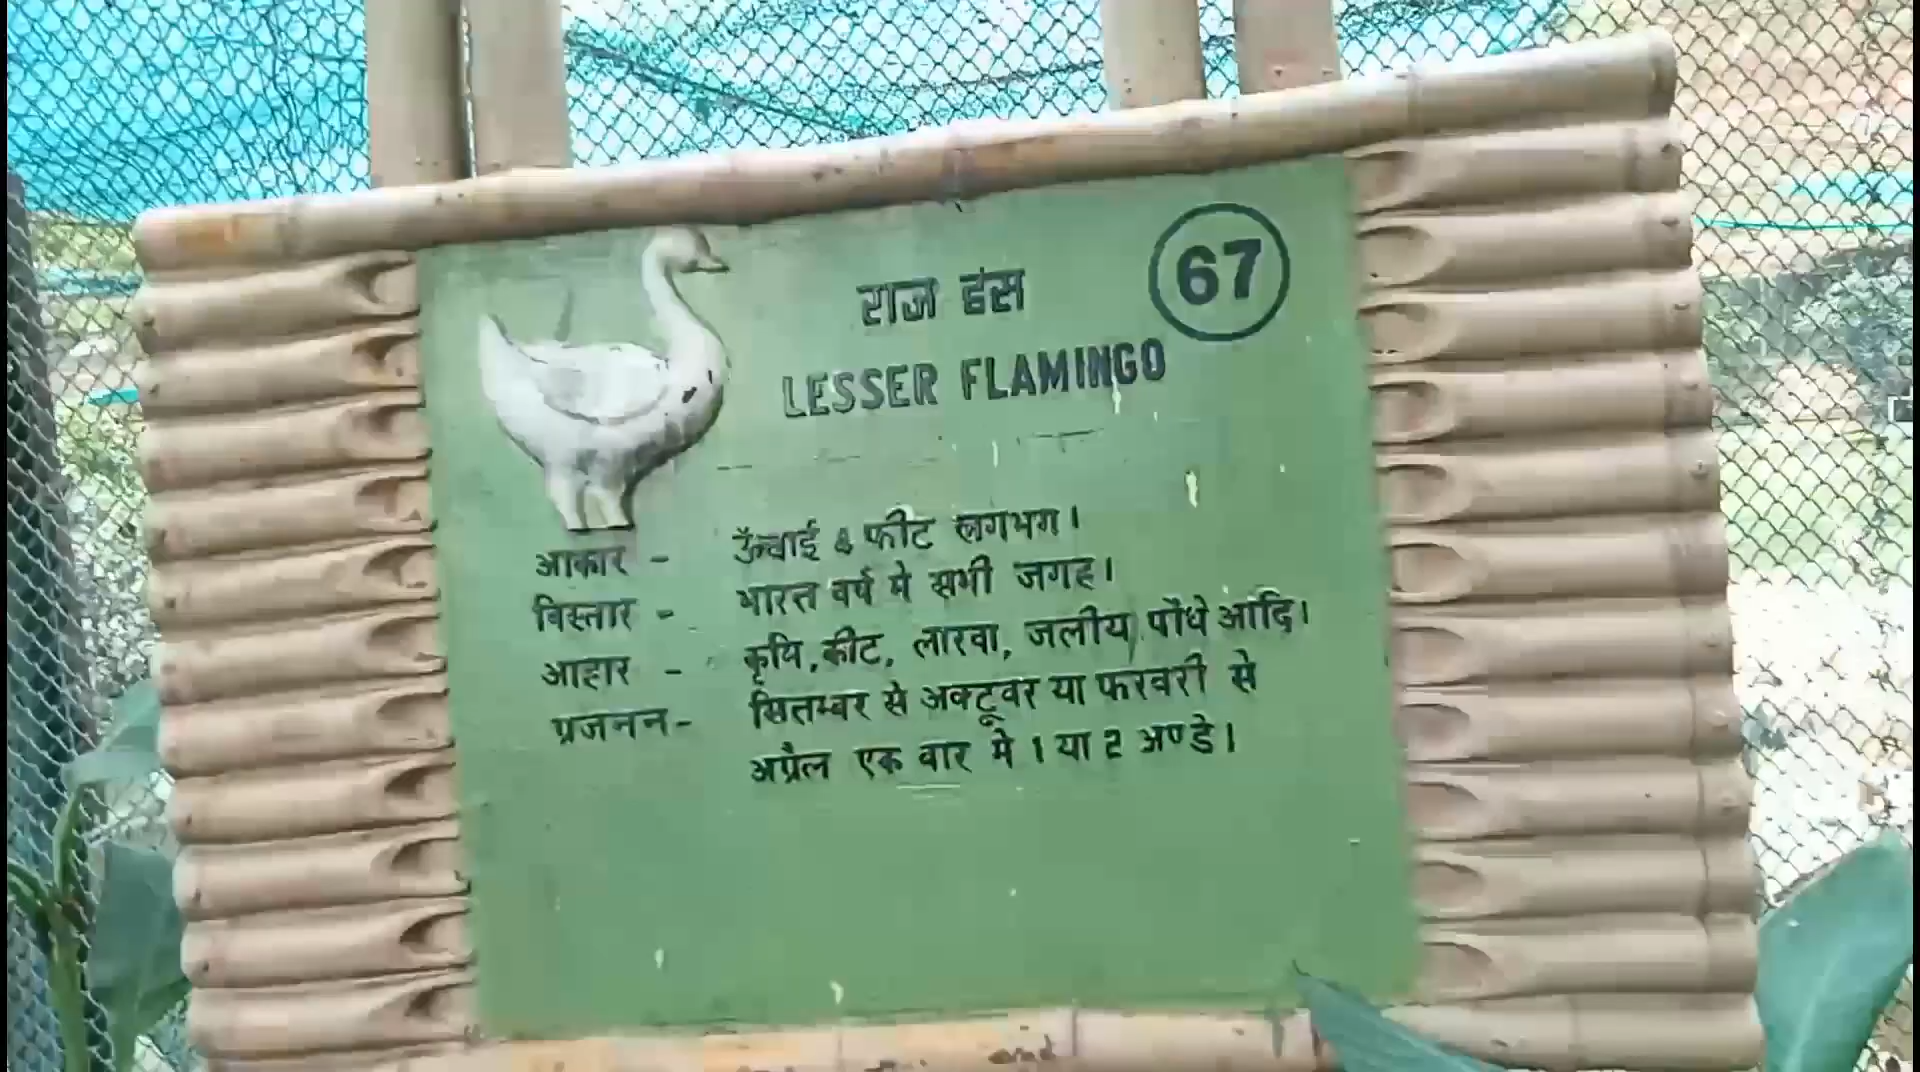 67
राज हंस
LESSER FLAMINGO
आकार - ऊँचाई 4 फीट लगभग।
विस्तार - भारत वर्ष मे सभी जगह।
आहार - कृमि, कीट, लारवा, जलीय पौधे आदि।
प्रजनन - सितम्बर से अक्टूवर या फरवरी से
अप्रैल एक वार मे 1 या 2 अण्डे।